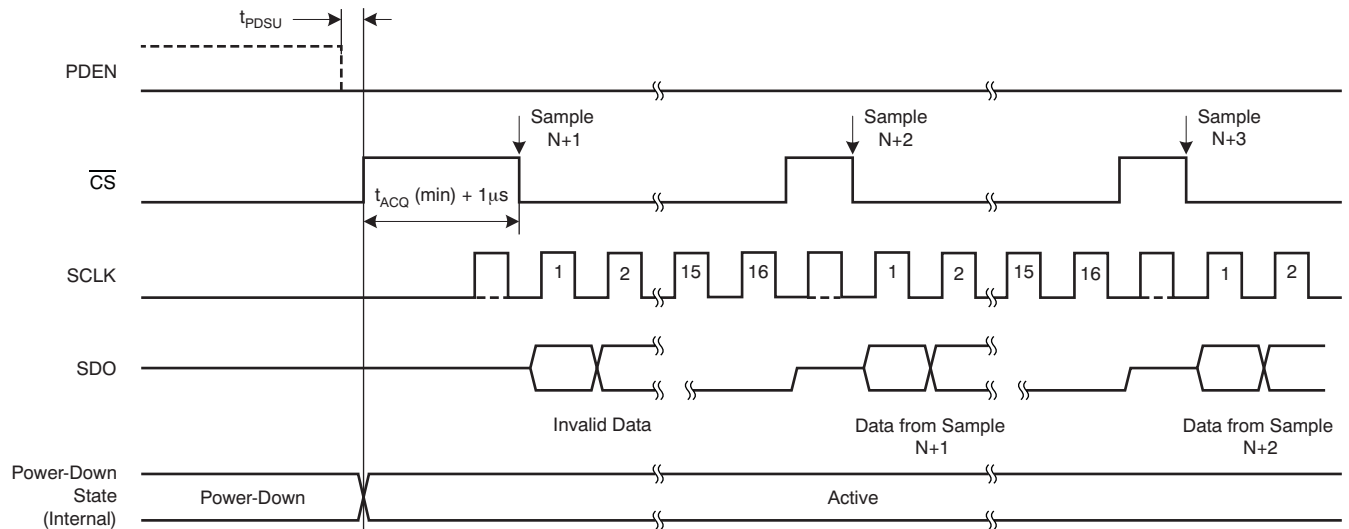 tPDSU
PDEN
Sample
N+1
Sample
N+2
Sample
N+3
CS
tACQ (min) + 1μs
SCLK
1 2 15 16 1 2 15 16 1 2
SDO
Invalid Data
Data from Sample
N+1
Data from Sample
N+2
Power-Down
State
(Internal)
Power-Down
Active